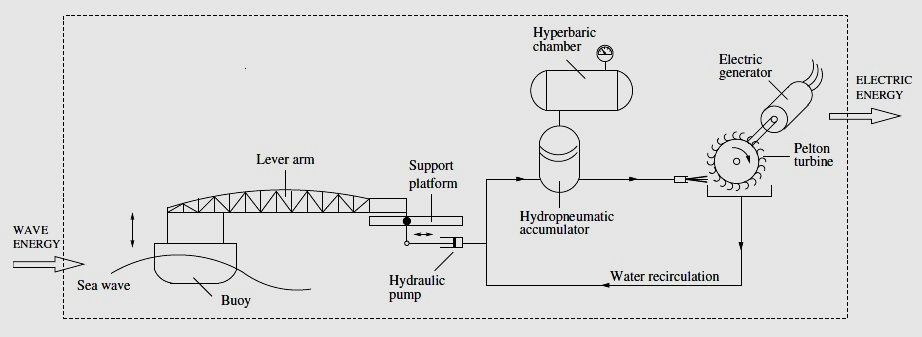 Hyperbaric
chamber
Electric
generator
ELECTRIC
ENERGY
Pelton
turbine
Lever arm
Support
platform
Hydropneumatic
accumulator
WAVE
ENERGY
Sea wave
Buoy
Hydraulic
pump
Water recirculation